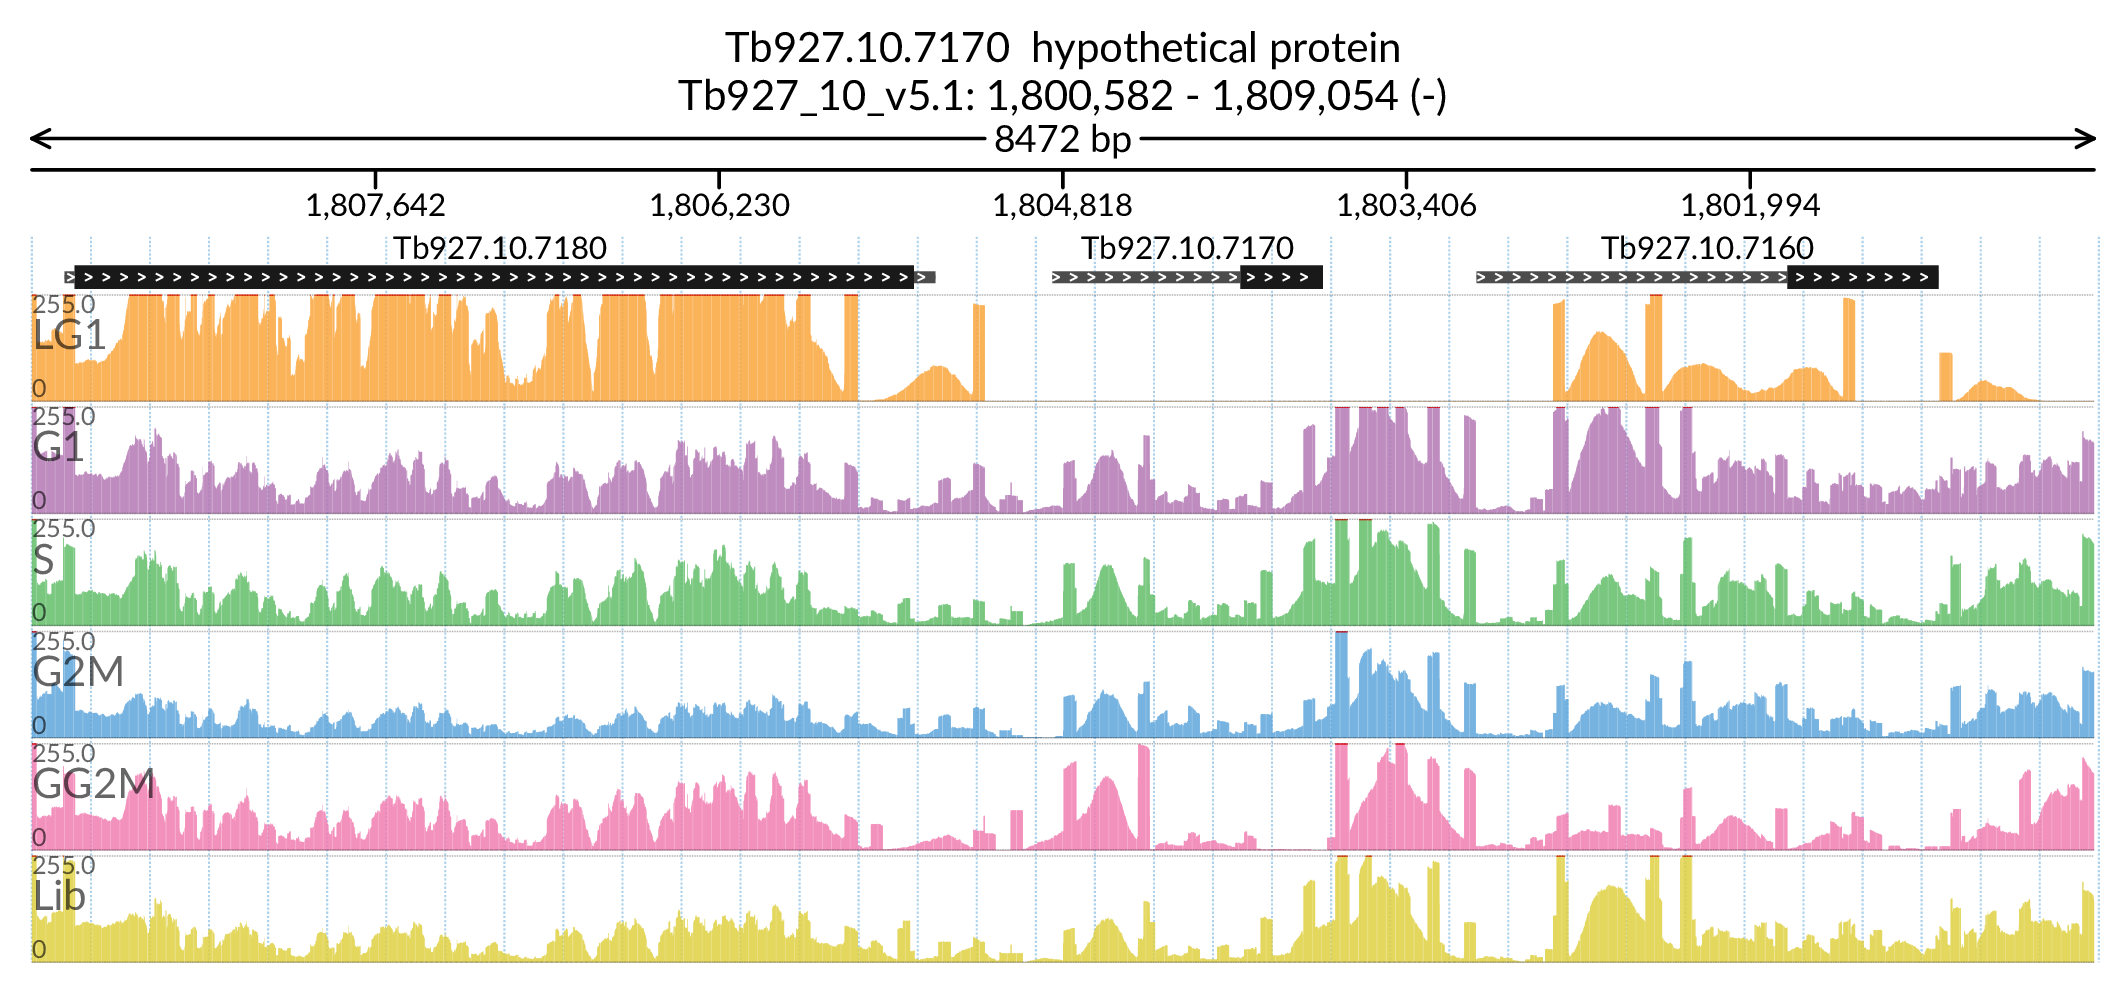 Tb927.10.7170 hypothetical protein
Tb927_10_v5.1: 1,800,582 - 1,809,054 (-)
8472 bp
1,807,642 1,806,230 1,804,818 1,803,406 1,801,994
Tb927.10.7180 Tb927.10.7170 Tb927.10.7160
255.0
LG1
0
255.0
G1
0
255.0
S
0
255.0
G2M
0
255.0
GG2M
0
255.0
Lib
0